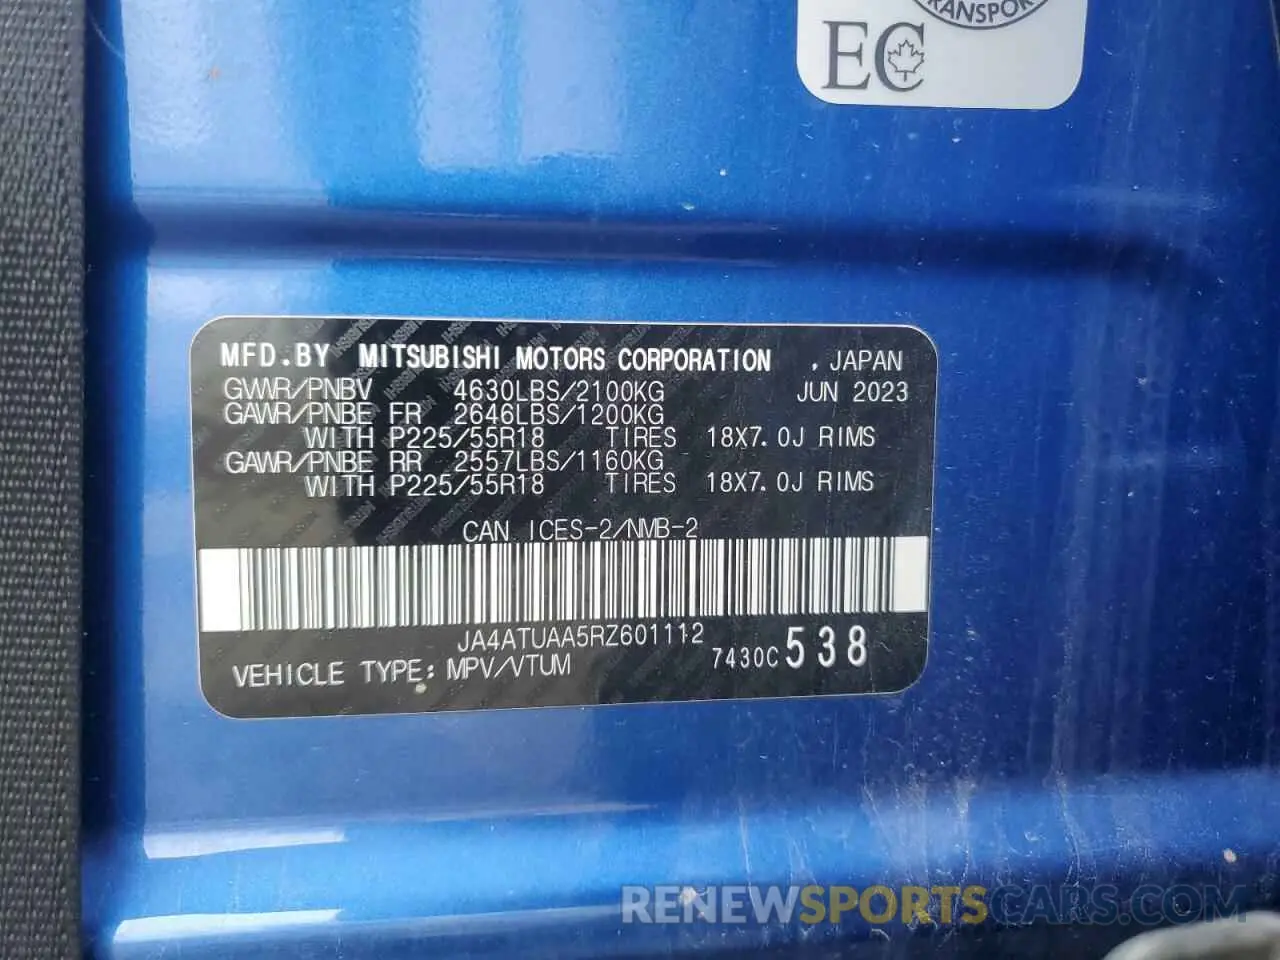 TRANSPO
EC
MFD.BY MITSUBISHI MOTORS CORPORATION , JAPAN
GVWR/PNBV 4630LBS/2100KG JUN 2023
GAWR/PNBE FR 2646LBS/1200KG
WITH P225/55R18 TIRES 18X7.0J RIMS
GAWR/PNBE RR 2557LBS/1160KG
WITH P225/55R18 TIRES 18X7.0J RIMS
CAN ICES-2/NMB-2
JA4ATUAA5RZ601112
7430C538
VEHICLE TYPE: MPV/VTUM
RENEWSPORTSCARS.COM